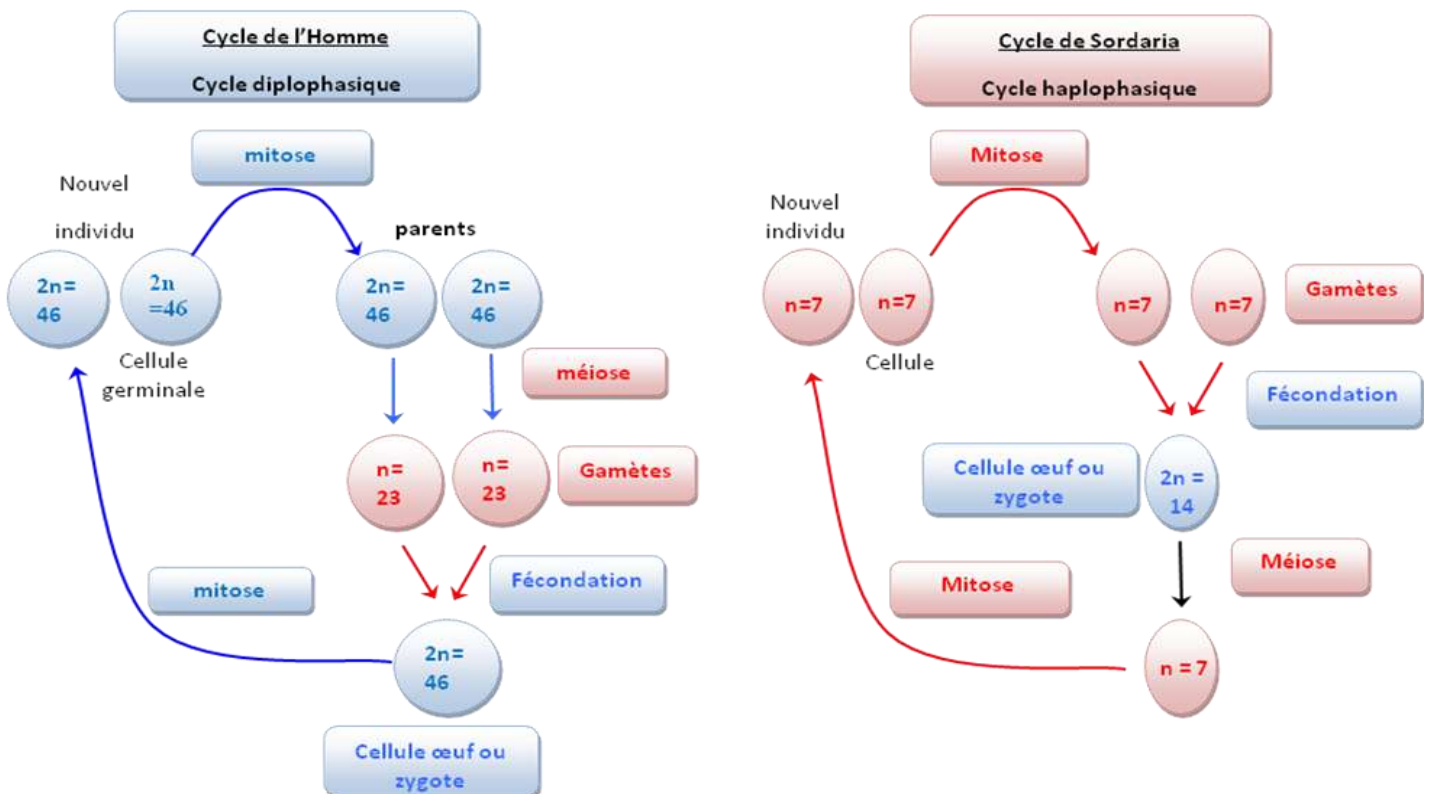 Cycle de l’Homme
Cycle diplophasique
mitose
Nouvel
individu
parents
2n=
46
2n
=46
2n=
46
2n=
46
Cellule
germinale
méiose
n=
23
n=
23
Gamètes
mitose
Fécondation
2n=
46
Cellule œuf ou
zygote
Cycle de Sordaria
Cycle haplophasique
Mitose
Nouvel
individu
n=7
n=7
n=7
n=7
Gamètes
Cellule
Fécondation
Cellule œuf ou
zygote
2n =
14
Mitose
Méiose
n = 7